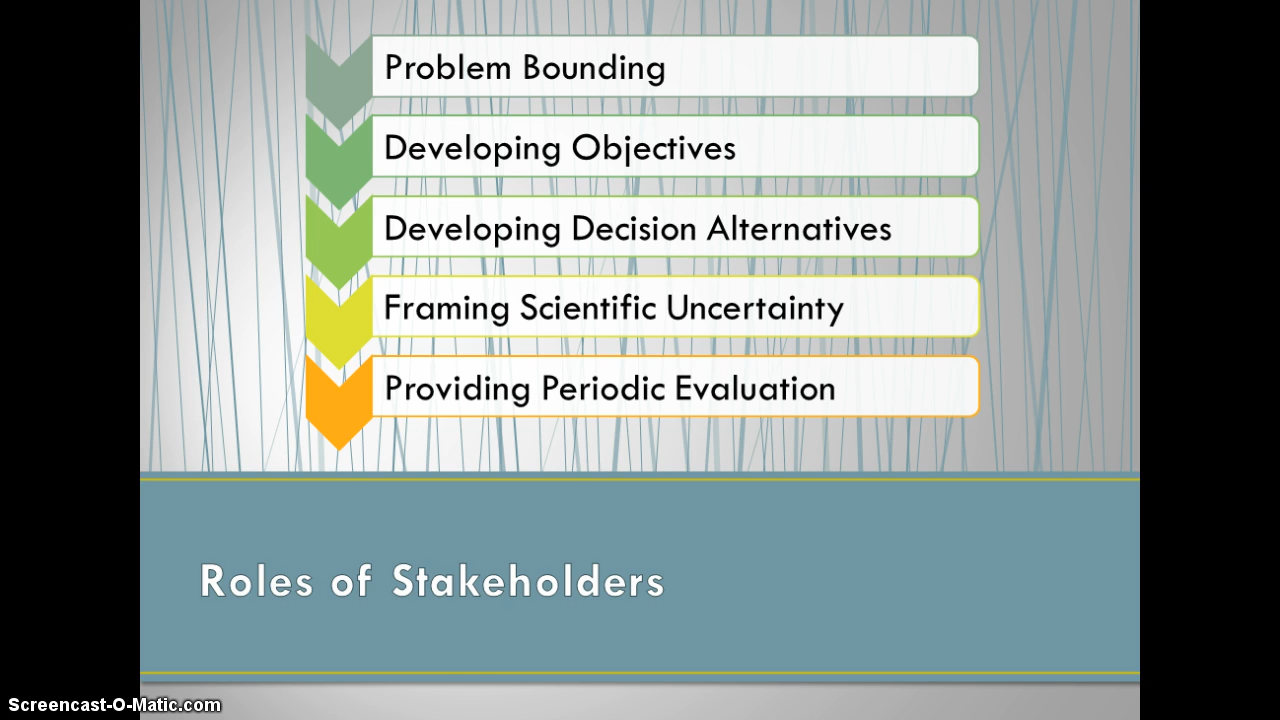 Problem Bounding
Developing Objectives
Developing Decision Alternatives
Framing Scientific Uncertainty
Providing Periodic Evaluation
Roles of Stakeholders
Screencast-O-Matic.com